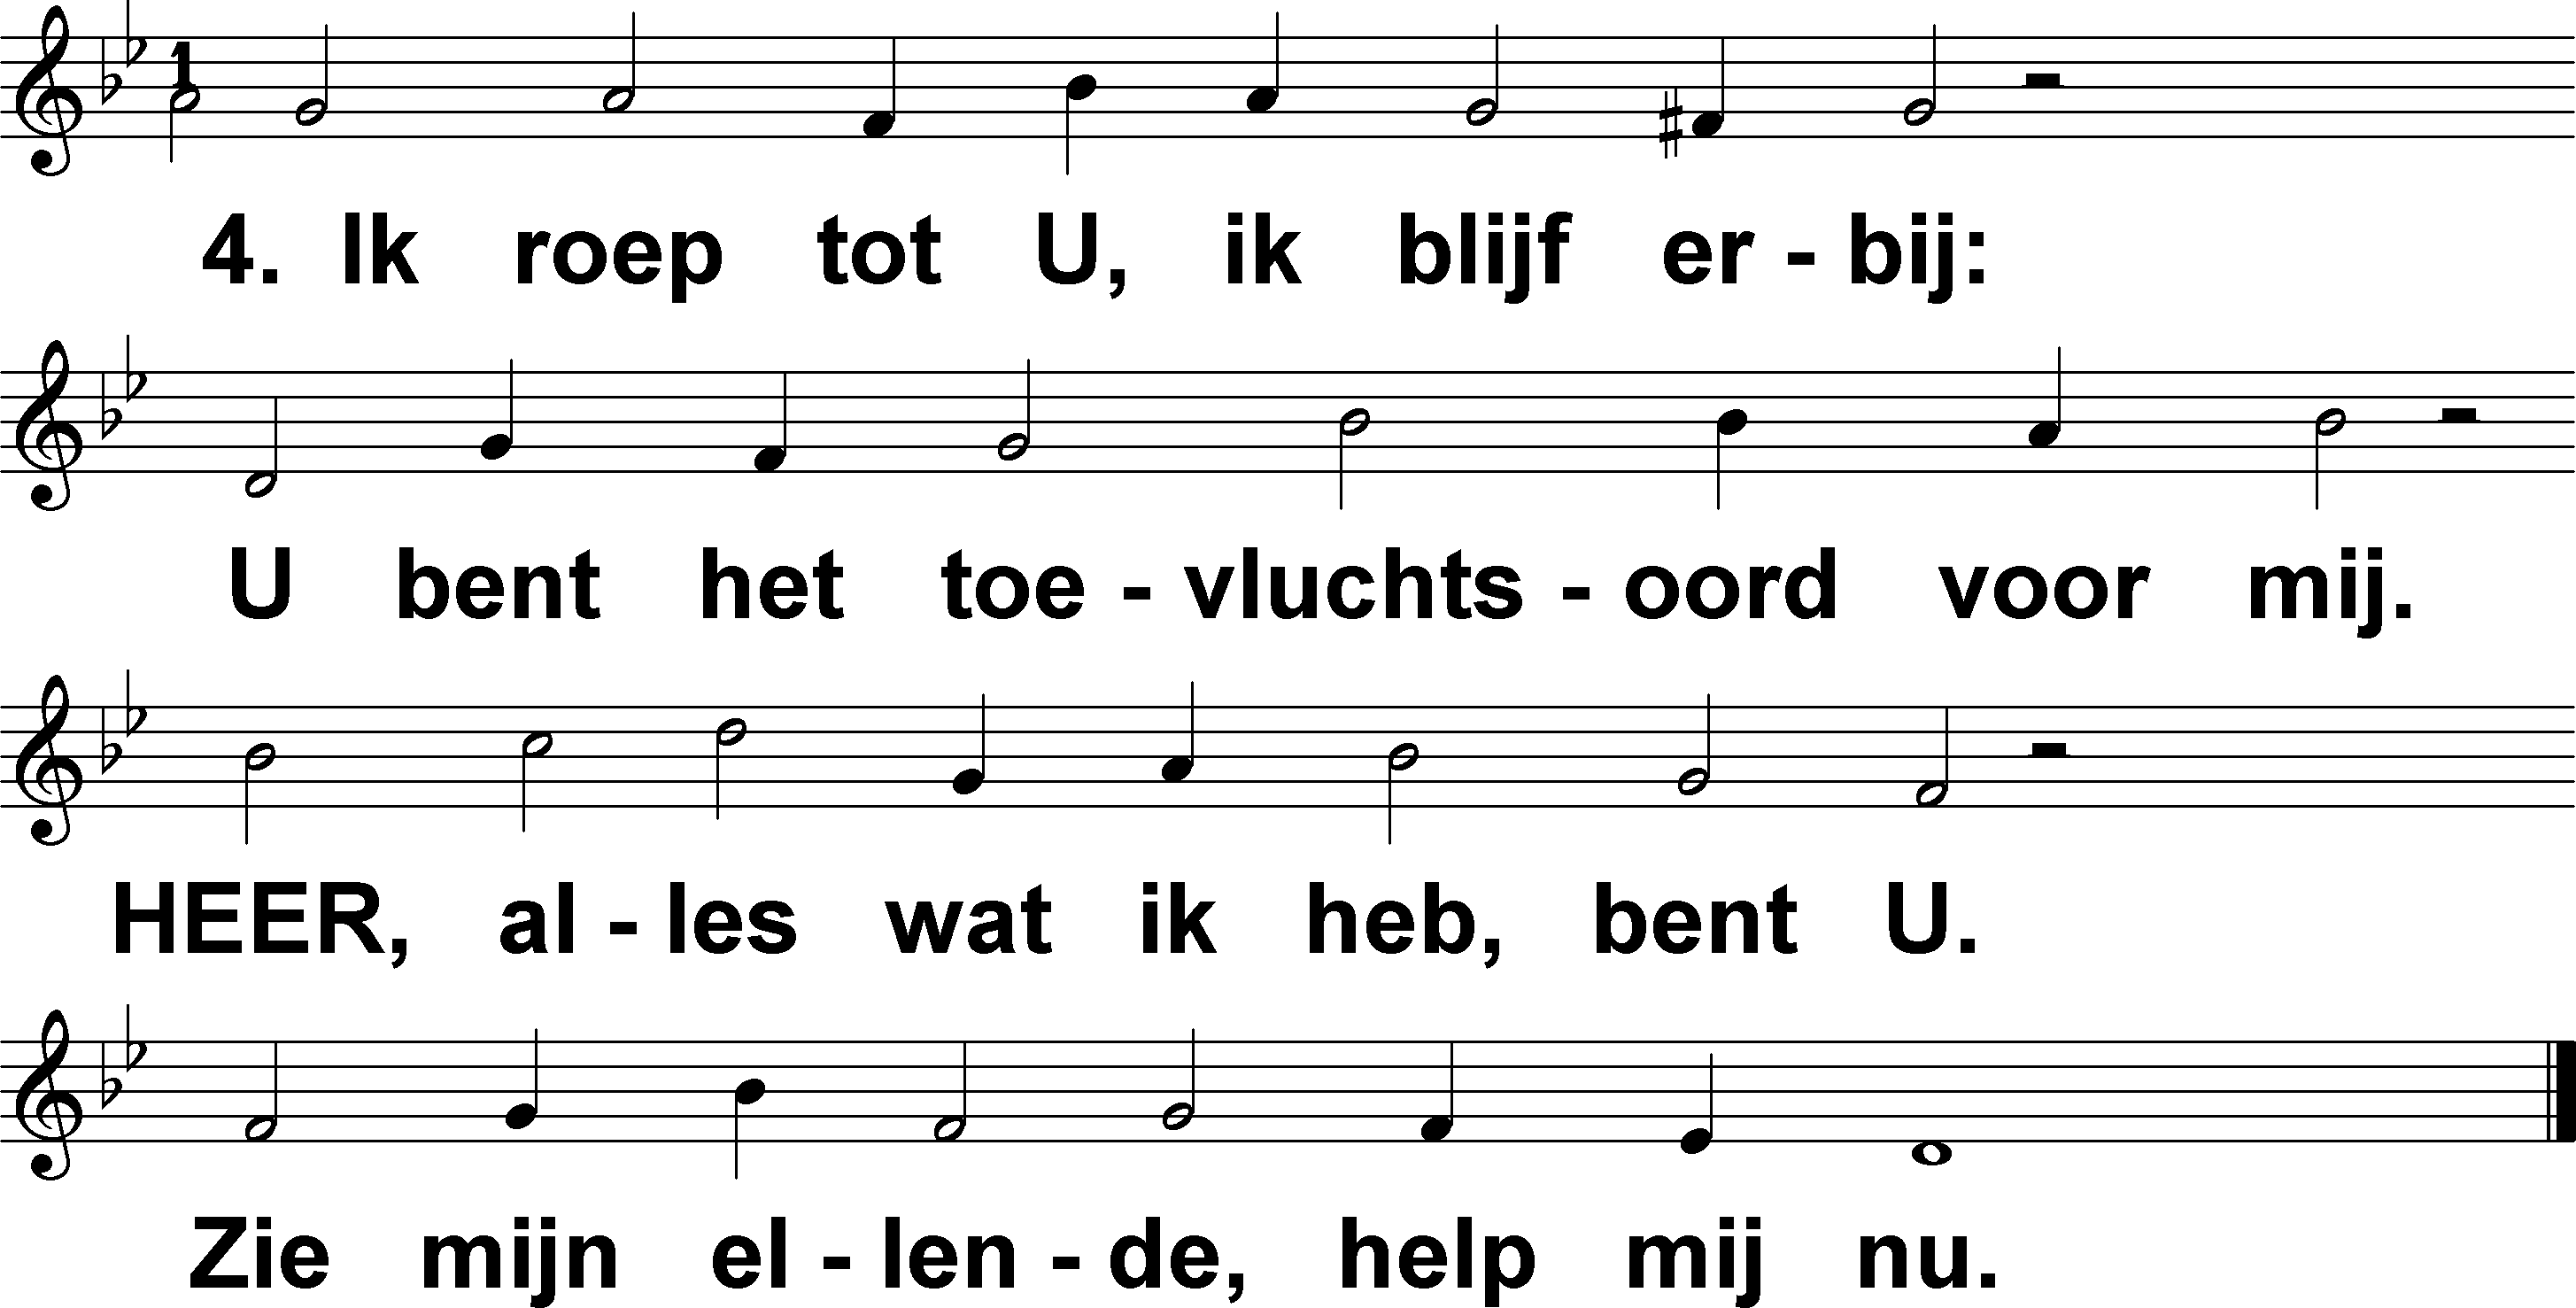 1
4. Ik roep tot U, ik blijf er - bij:
U bent het toe - vluchts - oord voor mij.
HEER, al - les wat ik heb, bent U.
Zie mijn el - len - de, help mij nu.